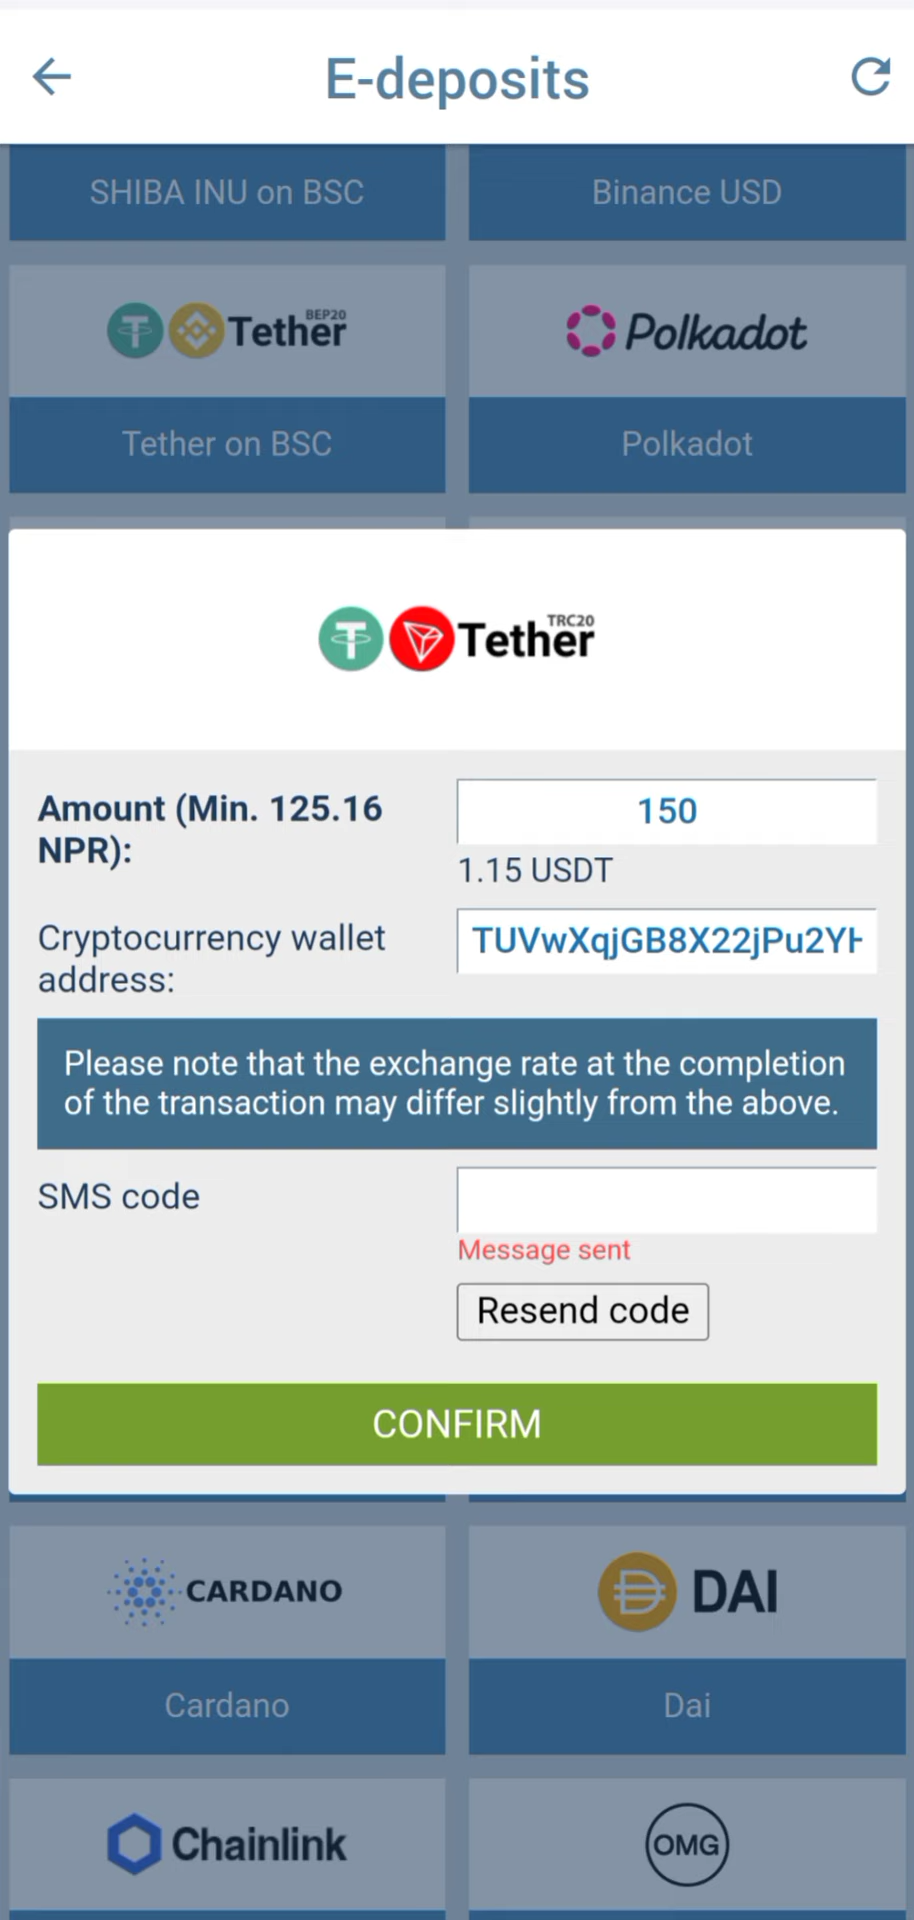 E-deposits
SHIBA INU on BSC
Binance USD
BEP20
Tether
Polkadot
Tether on BSC
Polkadot
TRC20
Tether
Amount (Min. 125.16
NPR):
150
1.15 USDT
Cryptocurrency wallet
address:
TUVwXqjGB8X22jPu2YH
Please note that the exchange rate at the completion
of the transaction may differ slightly from the above.
SMS code
Message sent
Resend code
CONFIRM
CARDANO
DAI
Cardano
Dai
Chainlink
OMG